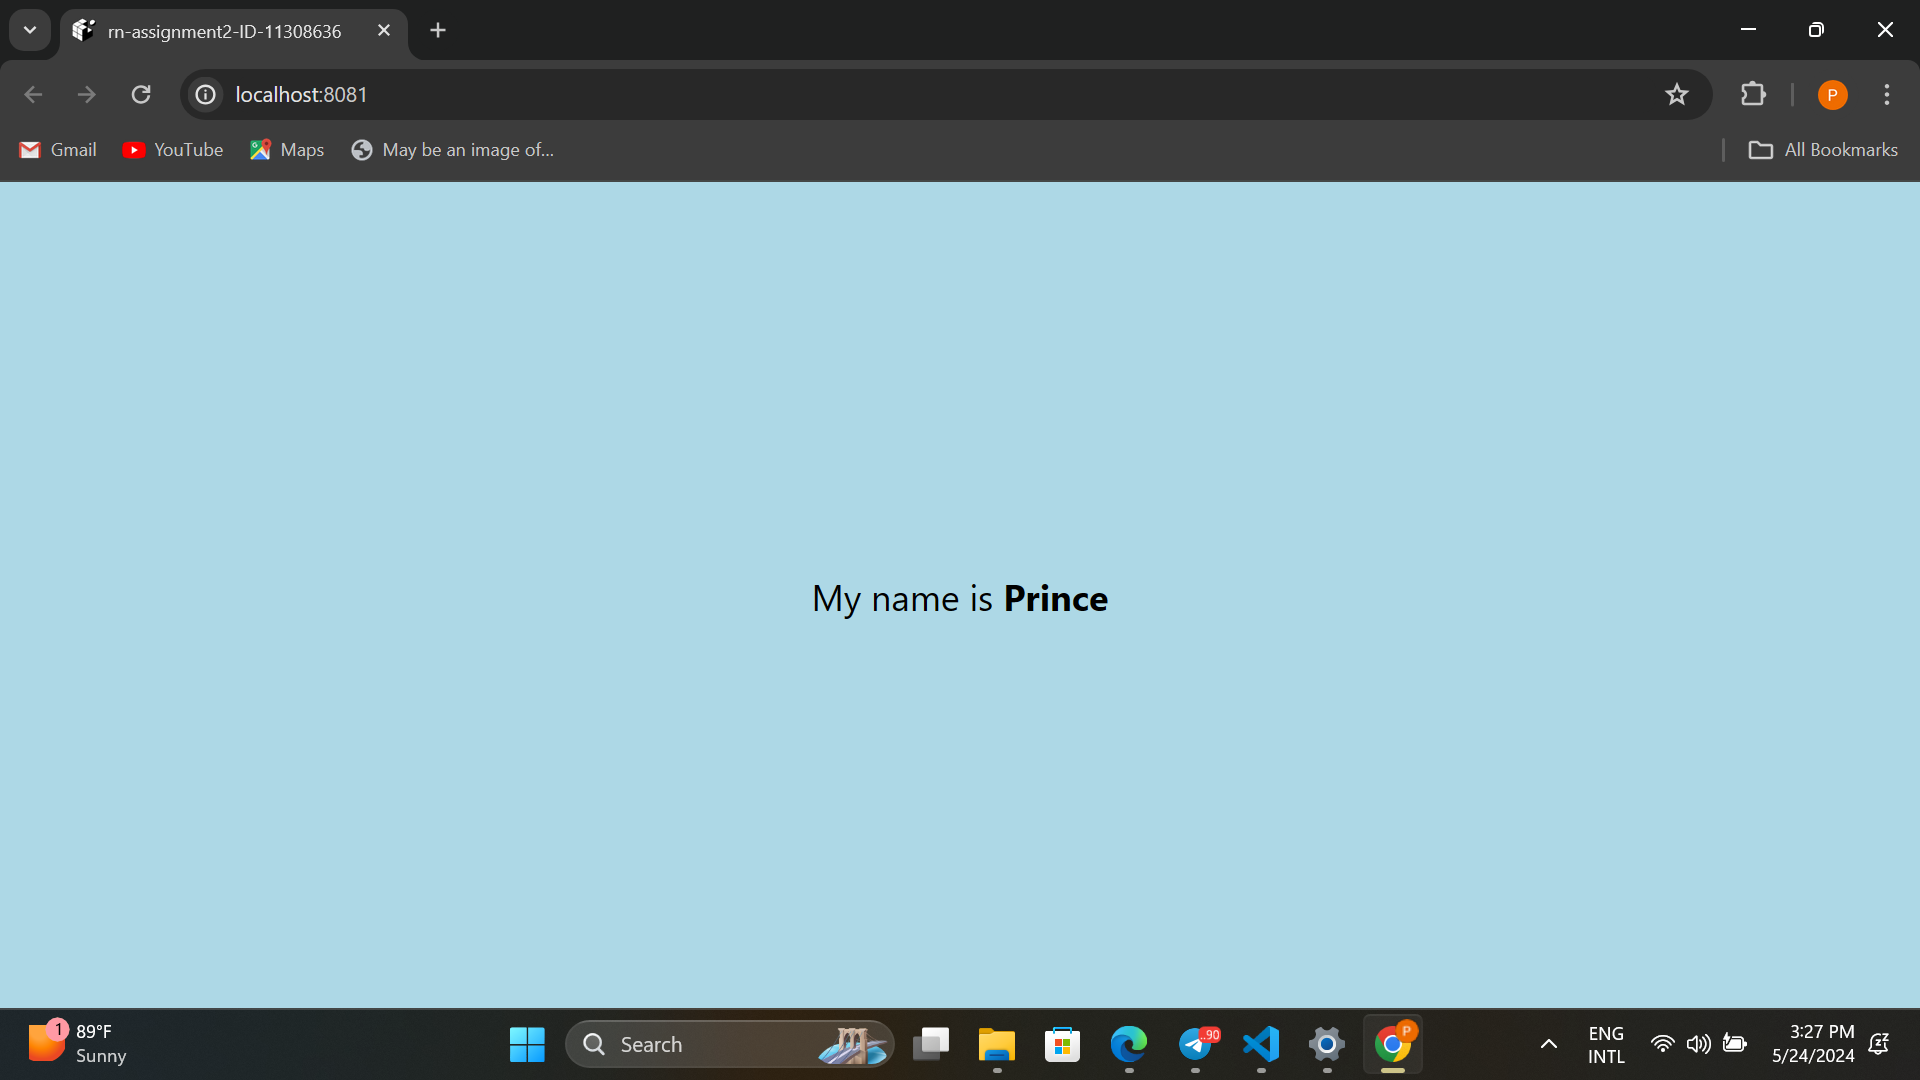 rn-assignment2-ID-11308636
localhost:8081
P
Gmail
YouTube
Maps
May be an image of...
All Bookmarks
My name is Prince
1
89°F
Sunny
Search
..90
P
ENG
INTL
3:27 PM
5/24/2024